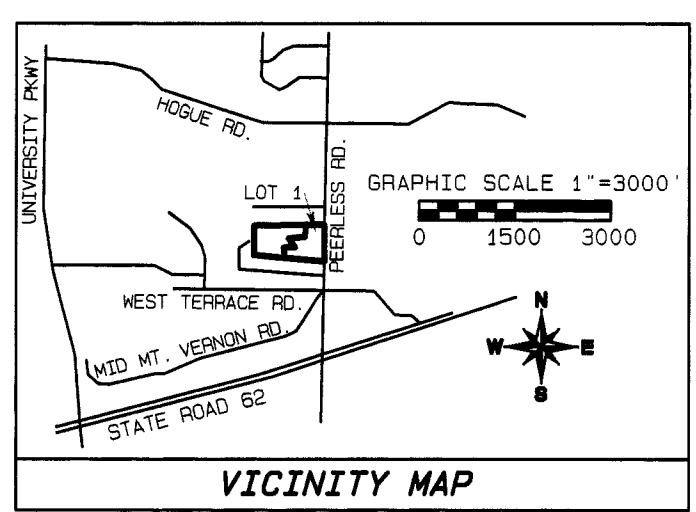 UNIVERSITY PKWY
HOGUE RD.
PEERLESS RD.
LOT 1
GRAPHIC SCALE 1"=3000'
0 1500 3000
WEST TERRACE RD.
MID MT. VERNON RD.
STATE ROAD 62
N
W E
S
VICINITY MAP